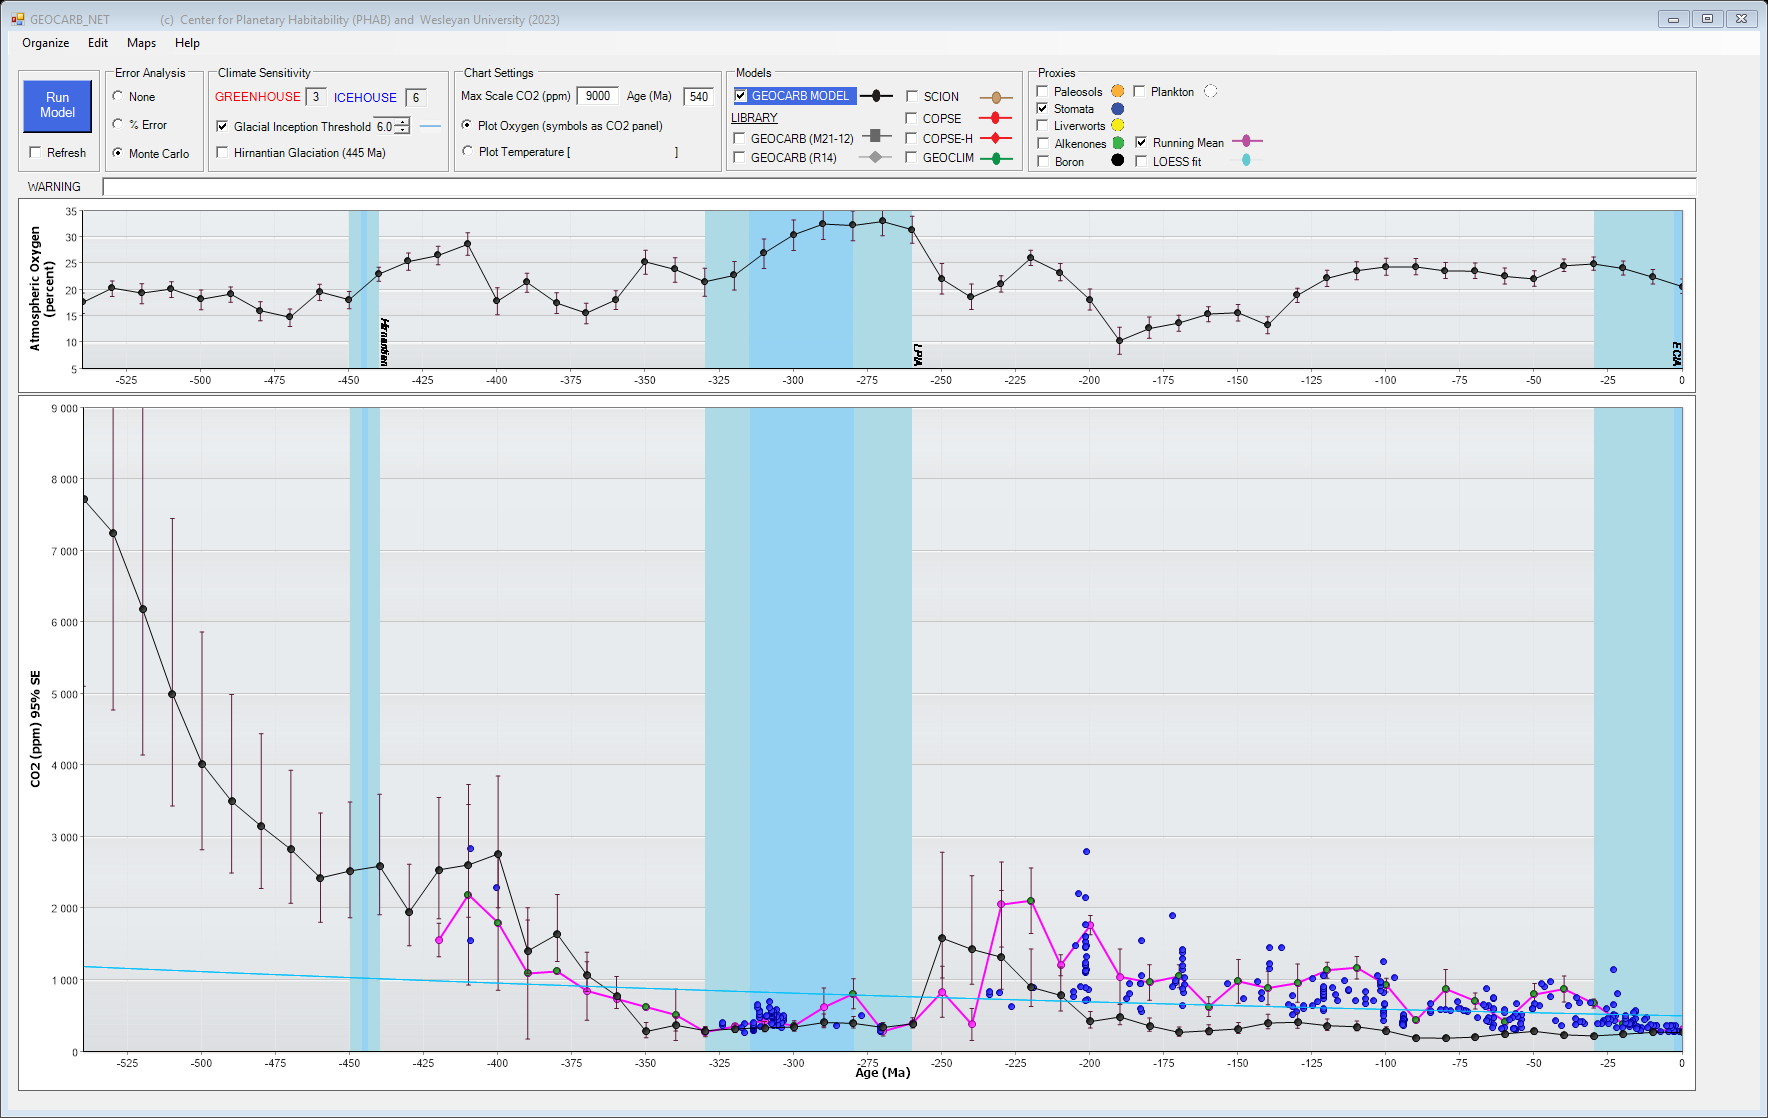 GEOCARB_NET (c) Center for Planetary Habitability (PHAB) and Wesleyan University (2023)
Organize Edit Maps Help
Run Model
Refresh
Error Analysis
None
% Error
Monte Carlo
Climate Sensitivity
GREENHOUSE 3 ICEHOUSE 6
Glacial Inception Threshold 6.0
Hirnantian Glaciation (445 Ma)
Chart Settings
Max Scale CO2 (ppm) 9000 Age (Ma) 540
Plot Oxygen (symbols as CO2 panel)
Plot Temperature [ ]
Models
GEOCARB MODEL
LIBRARY
GEOCARB (M21-12)
GEOCARB (R14)
SCION
COPSE
COPSE-H
GEOCLIM
Proxies
Paleosols
Plankton
Stomata
Liverworts
Alkenones
Running Mean
Boron
LOESS fit
WARNING
Atmospheric Oxygen
(percent)
35
30
25
20
15
10
5
Hirnantian
LPIA
ECIA
-525 -500 -475 -450 -425 -400 -375 -350 -325 -300 -275 -250 -225 -200 -175 -150 -125 -100 -75 -50 -25 0
CO2 (ppm) 95% SE
9 000
8 000
7 000
6 000
5 000
4 000
3 000
2 000
1 000
0
-525 -500 -475 -450 -425 -400 -375 -350 -325 -300 -275 -250 -225 -200 -175 -150 -125 -100 -75 -50 -25 0
Age (Ma)